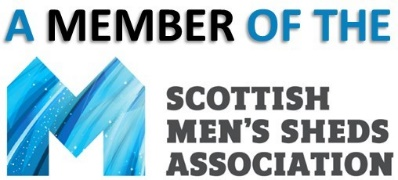 A MEMBER OF THE
SCOTTISH
MEN'S SHEDS
ASSOCIATION